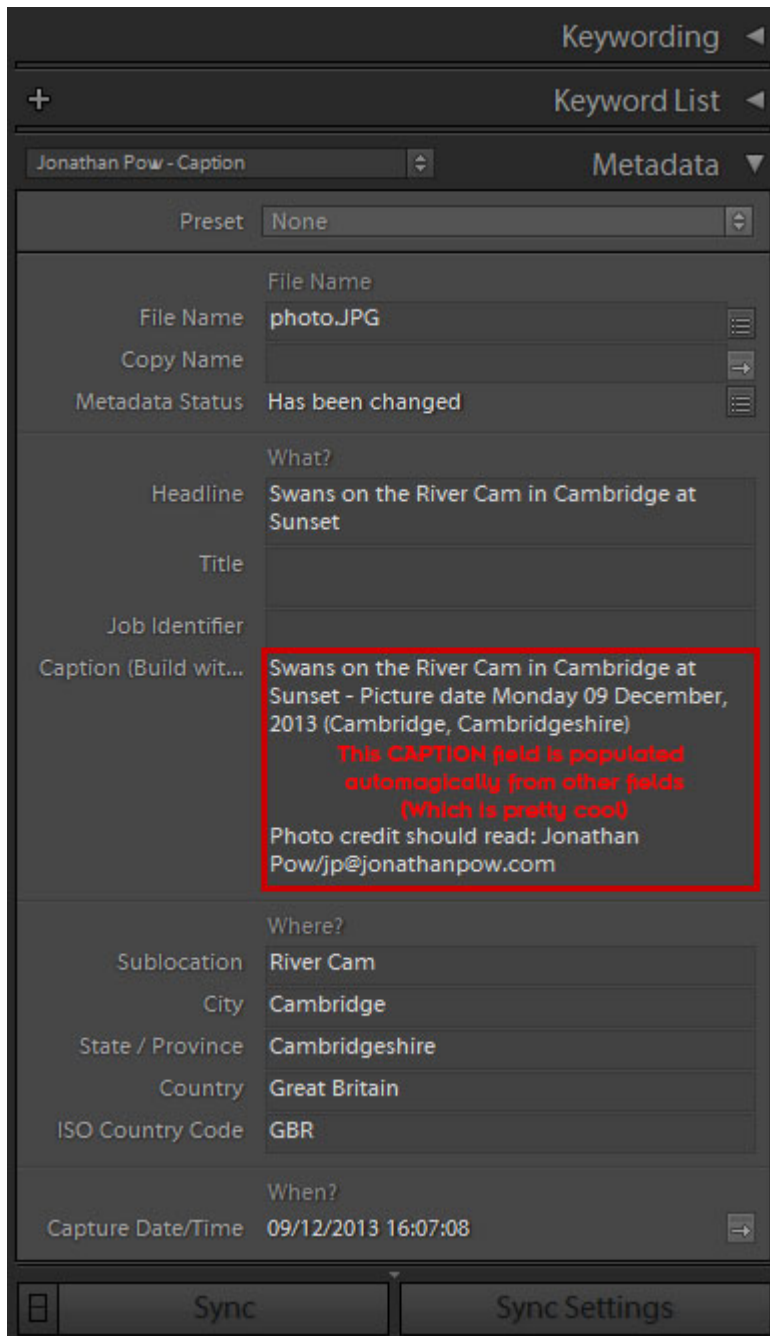 Keywording
Keyword List
Jonathan Pow - Caption
Metadata
Preset None
File Name
File Name photo.JPG
Copy Name
Metadata Status Has been changed
What?
Headline Swans on the River Cam in Cambridge at
Sunset
Title
Job Identifier
Caption (Build wit... Swans on the River Cam in Cambridge at
Sunset - Picture date Monday 09 December,
2013 (Cambridge, Cambridgeshire)
This CAPTION field is populated
automagically from other fields
(Which is pretty cool)
Photo credit should read: Jonathan
Pow/jp@jonathanpow.com
Where?
Sublocation River Cam
City Cambridge
State / Province Cambridgeshire
Country Great Britain
ISO Country Code GBR
When?
Capture Date/Time 09/12/2013 16:07:08
Sync Sync Settings